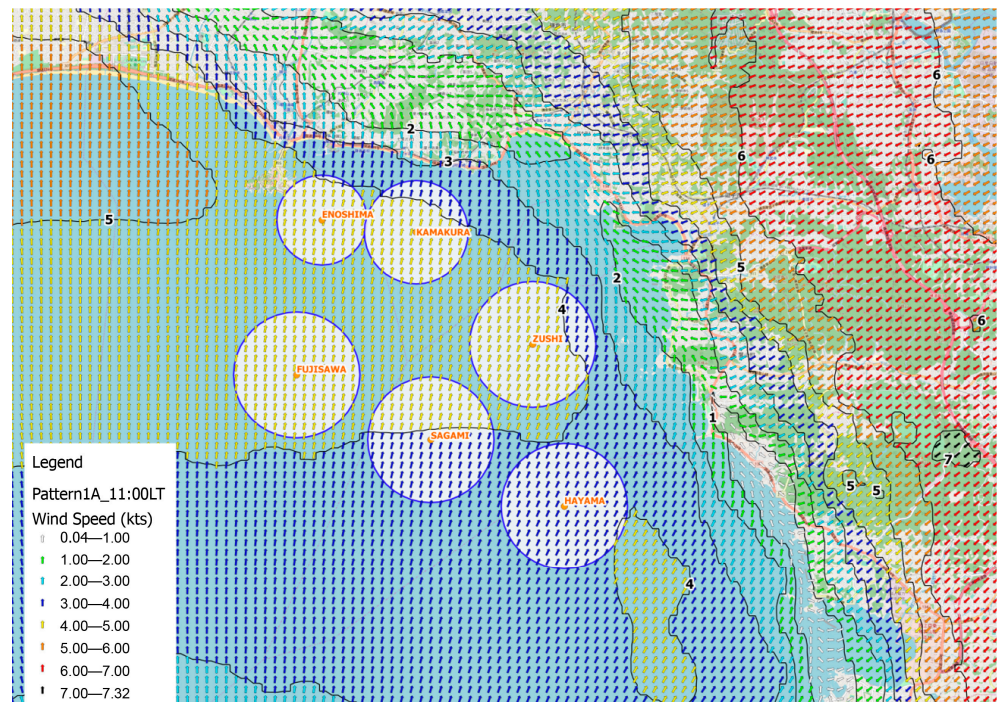 6
6
6
2
3
5
ENOSHIMA
KAMAKURA
5
2
4
6
ZUSHI
FUJISAWA
1
SAGAMI
7
5
5
HAYAMA
4
Legend
Pattern1A_11:00LT
Wind Speed (kts)
0.04—1.00
1.00—2.00
2.00—3.00
3.00—4.00
4.00—5.00
5.00—6.00
6.00—7.00
7.00—7.32